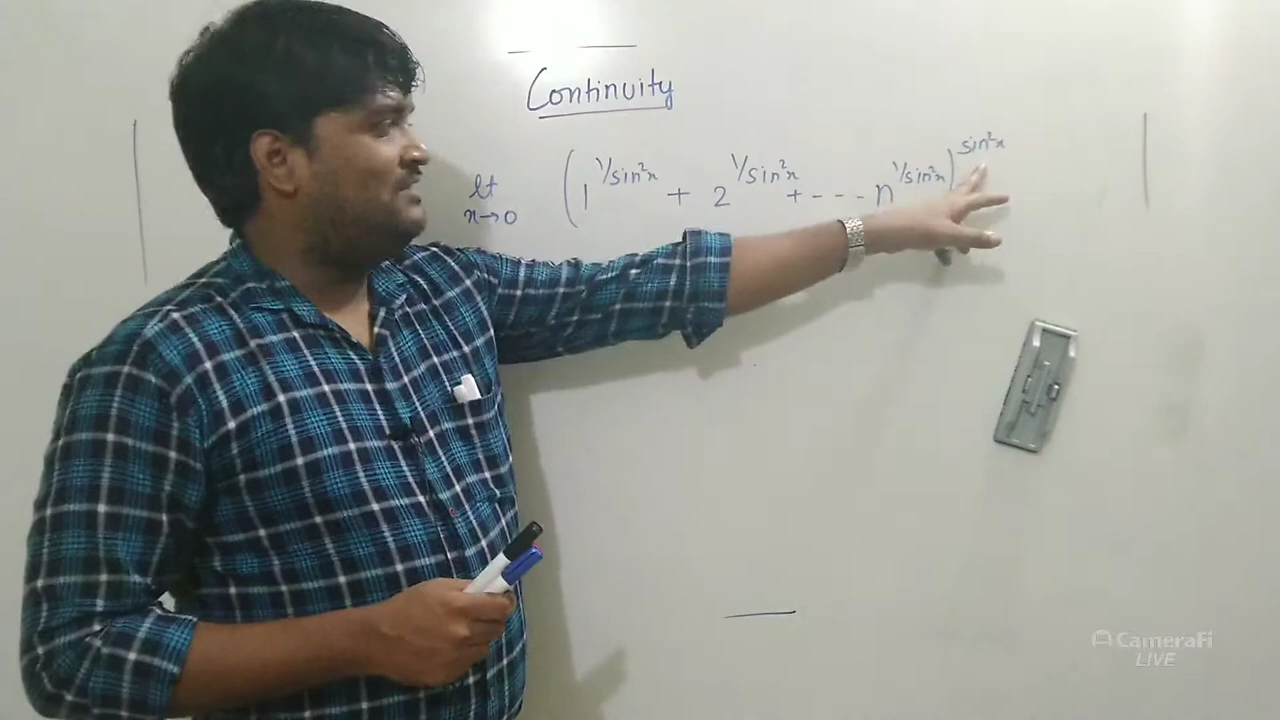 Continuity
lt x→0 (1^(1/sin²x) + 2^(1/sin²x) + - - - n^(1/sin²x))^(sin²x)
CameraFi
LIVE